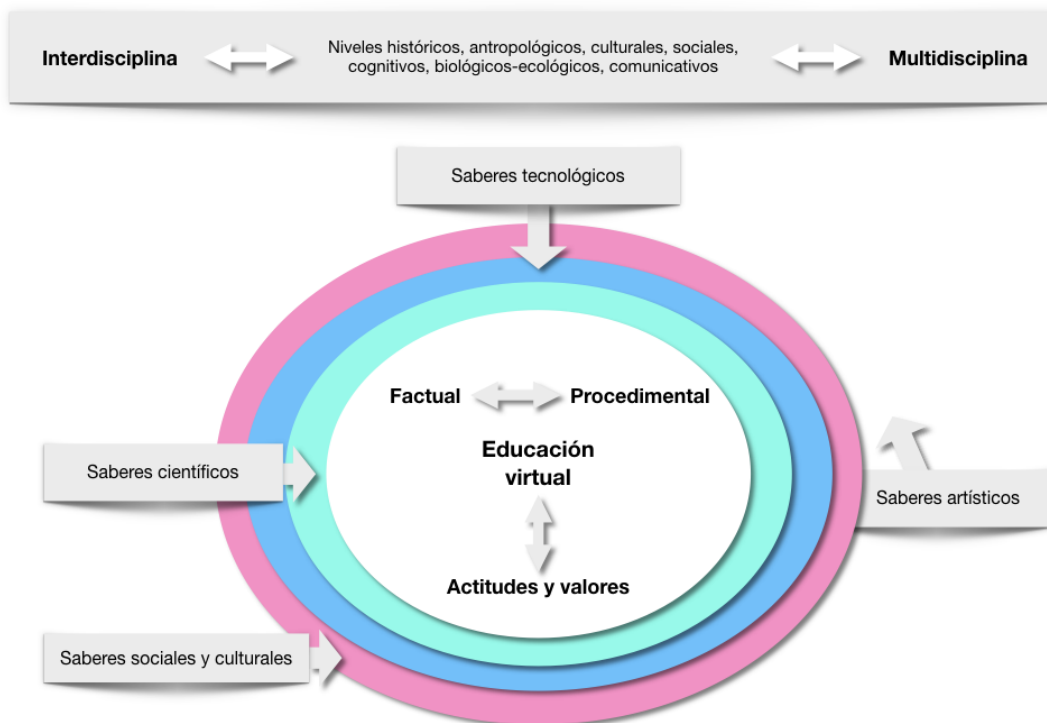 Interdisciplina
Niveles históricos, antropológicos, culturales, sociales,
cognitivos, biológicos-ecológicos, comunicativos
Multidisciplina
Saberes tecnológicos
Factual
Procedimental
Educación
virtual
Saberes científicos
Saberes artísticos
Actitudes y valores
Saberes sociales y culturales